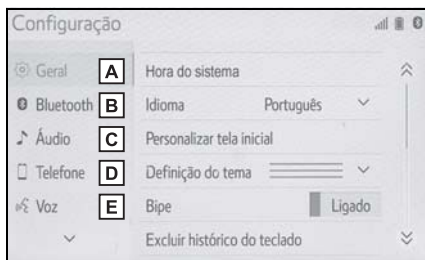 Configuração
Geral A Hora do sistema
Bluetooth B Idioma Português
Áudio C Personalizar tela inicial
Telefone D Definição do tema
Voz E Bipe Ligado
Excluir histórico do teclado